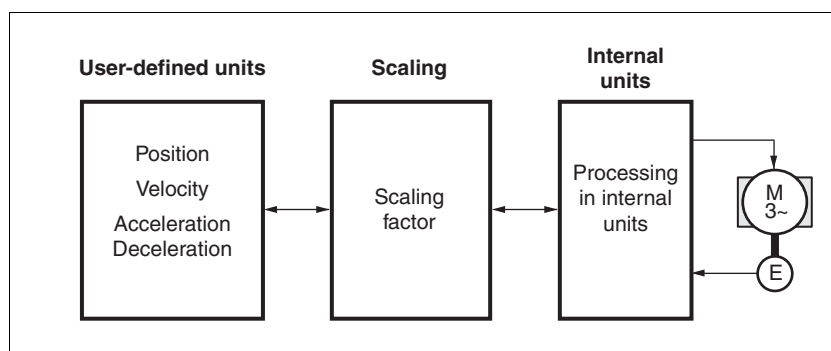 User-defined units
Scaling
Internal
units
Position
Velocity
Acceleration
Deceleration
Scaling
factor
Processing
in internal
units
M
3~
E